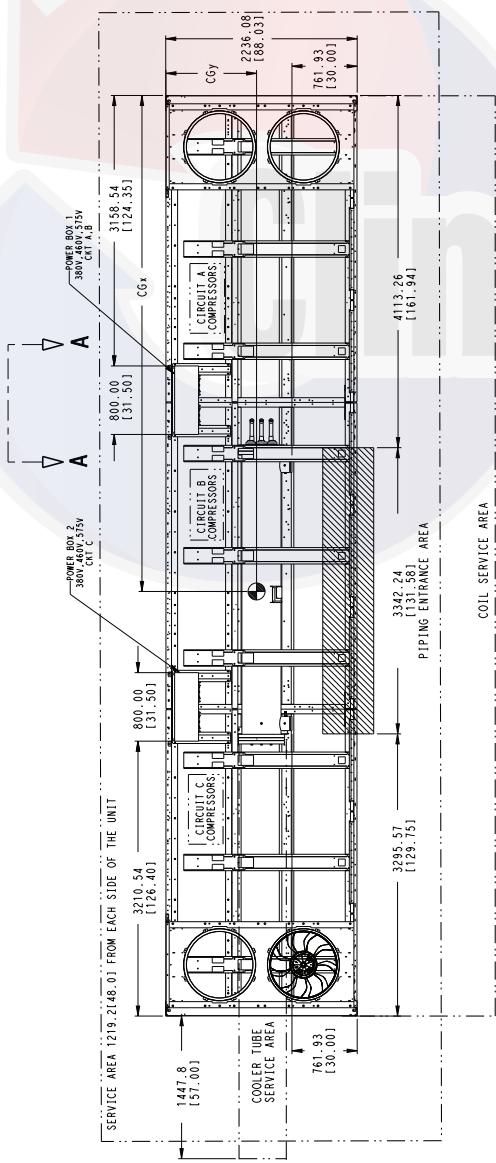 SERVICE AREA 1219.2[48.0] FROM EACH SIDE OF THE UNIT
POWER BOX 2
380V,460V,575V
CKT C
POWER BOX 1
380V,460V,575V
CKT A,B
A
A
1447.8
[57.00]
3210.54
[126.40]
800.00
[31.50]
CGx
800.00
[31.50]
3158.54
[124.35]
CGy
2236.08
[88.03]
CIRCUIT C
COMPRESSORS
CIRCUIT B
COMPRESSORS
CIRCUIT A
COMPRESSORS
COOLER TUBE
SERVICE AREA
761.93
[30.00]
761.93
[30.00]
3295.57
[129.75]
3342.24
[131.58]
4113.26
[161.94]
PIPING ENTRANCE AREA
COIL SERVICE AREA
Clim